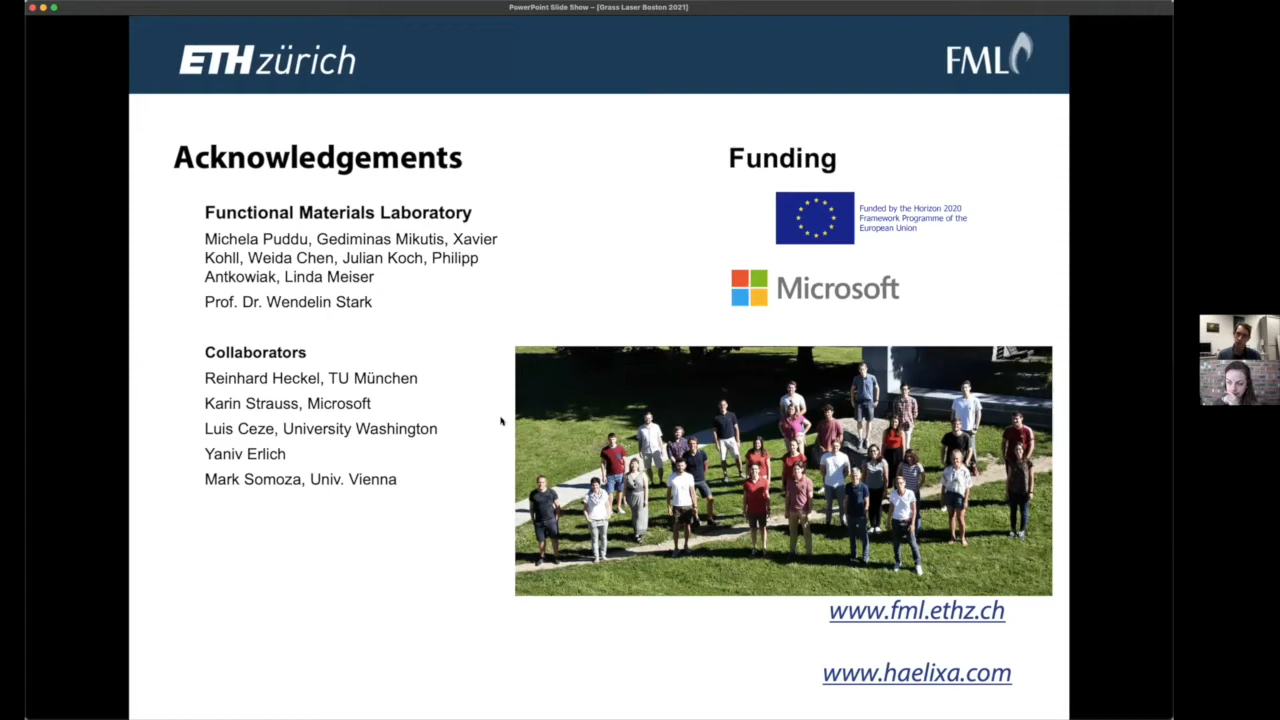 PowerPoint Slide Show – [Grass Laser Boston 2021]
ETH zürich
FML
Acknowledgements
Functional Materials Laboratory
Michela Puddu, Gediminas Mikutis, Xavier
Kohll, Weida Chen, Julian Koch, Philipp
Antkowiak, Linda Meiser
Prof. Dr. Wendelin Stark
Collaborators
Reinhard Heckel, TU München
Karin Strauss, Microsoft
Luis Ceze, University Washington
Yaniv Erlich
Mark Somoza, Univ. Vienna
Funding
Funded by the Horizon 2020
Framework Programme of the
European Union
Microsoft
www.fml.ethz.ch
www.haelixa.com